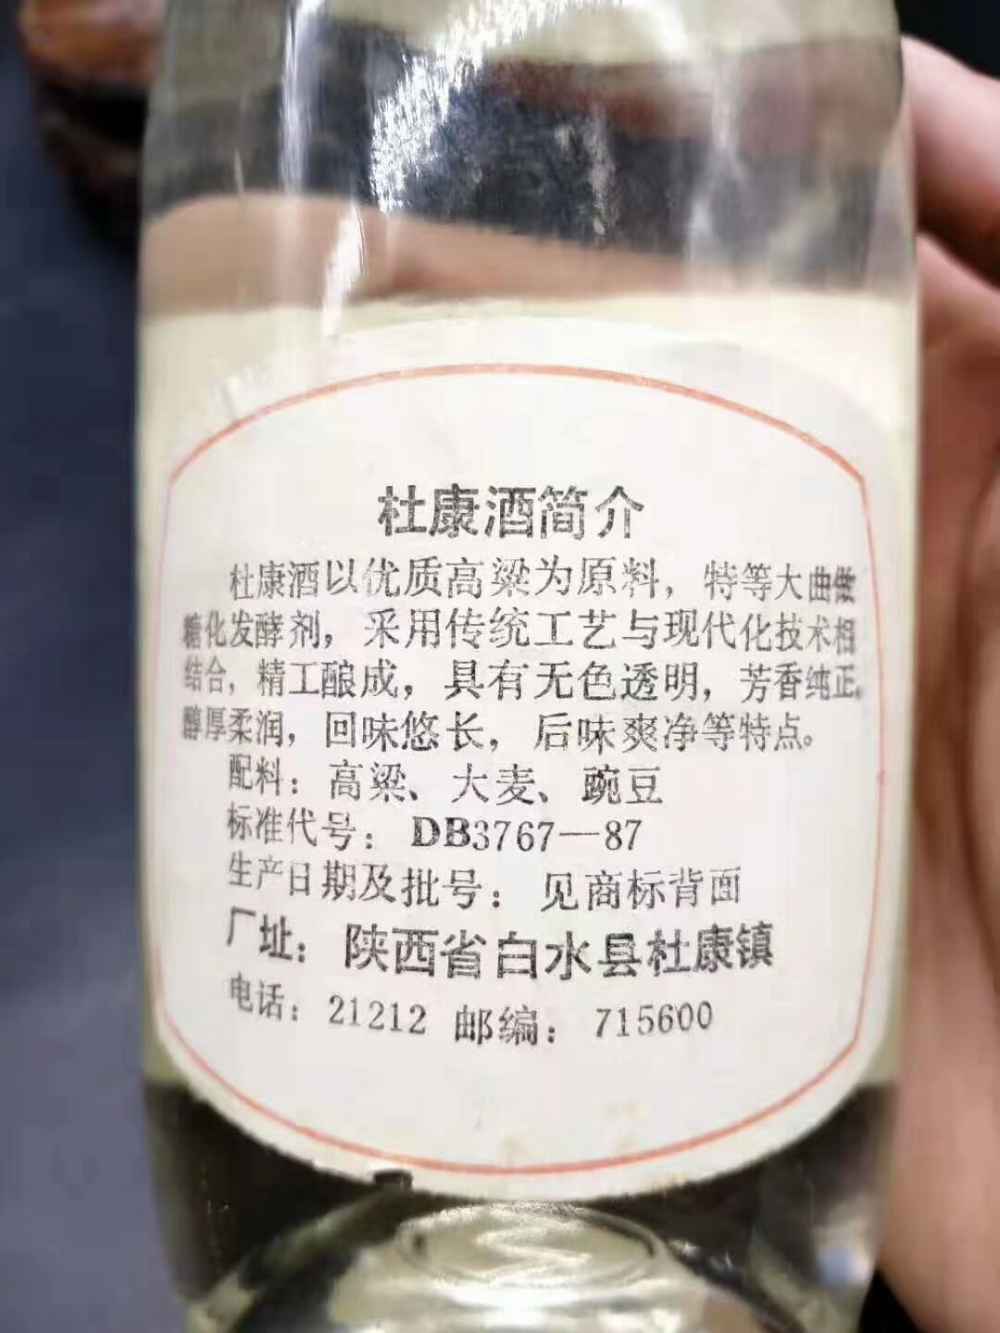 杜康酒简介
杜康酒以优质高粱为原料，特等大曲做
糖化发酵剂，采用传统工艺与现代化技术相
结合，精工酿成，具有无色透明，芳香纯正，
醇厚柔润，回味悠长，后味爽净等特点。
配料：高粱、大麦、豌豆
标准代号：DB3767—87
生产日期及批号：见商标背面
厂址：陕西省白水县杜康镇
电话：21212 邮编：715600